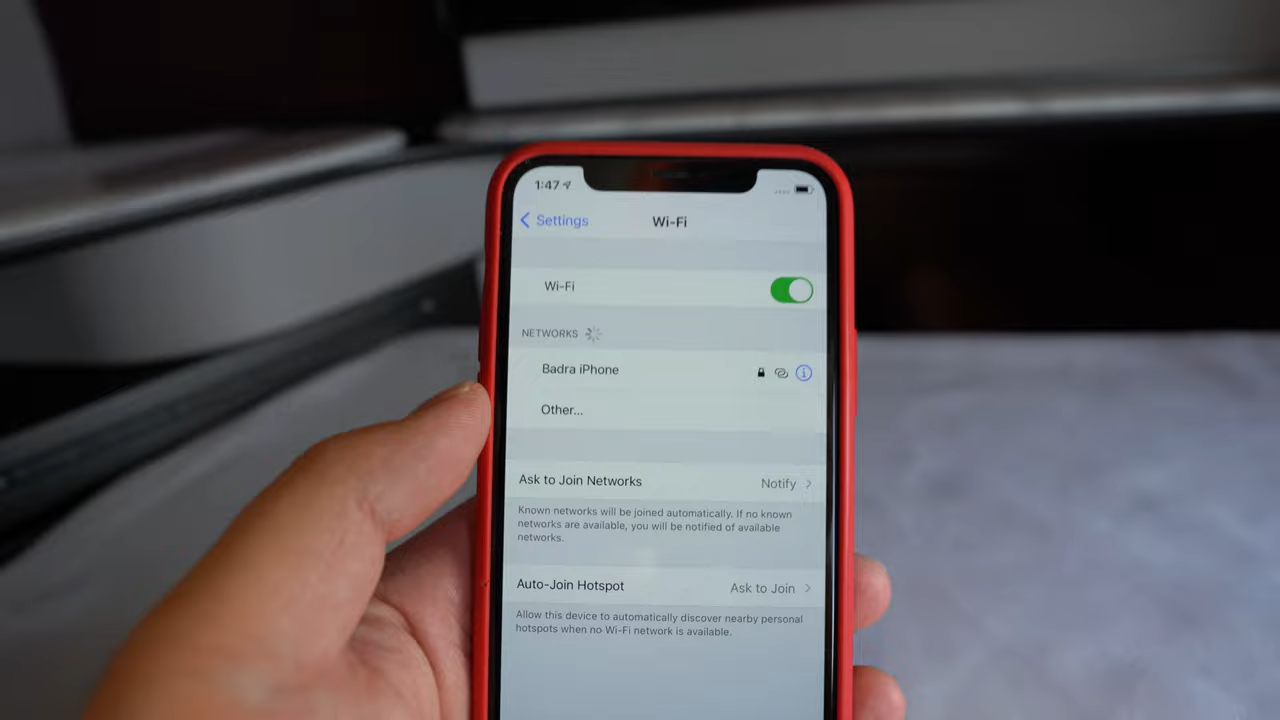 1:47
Settings
Wi-Fi
Wi-Fi
NETWORKS
Badra iPhone
Other...
Ask to Join Networks Notify
Known networks will be joined automatically. If no known
networks are available, you will be notified of available
networks.
Auto-Join Hotspot Ask to Join
Allow this device to automatically discover nearby personal
hotspots when no Wi-Fi network is available.